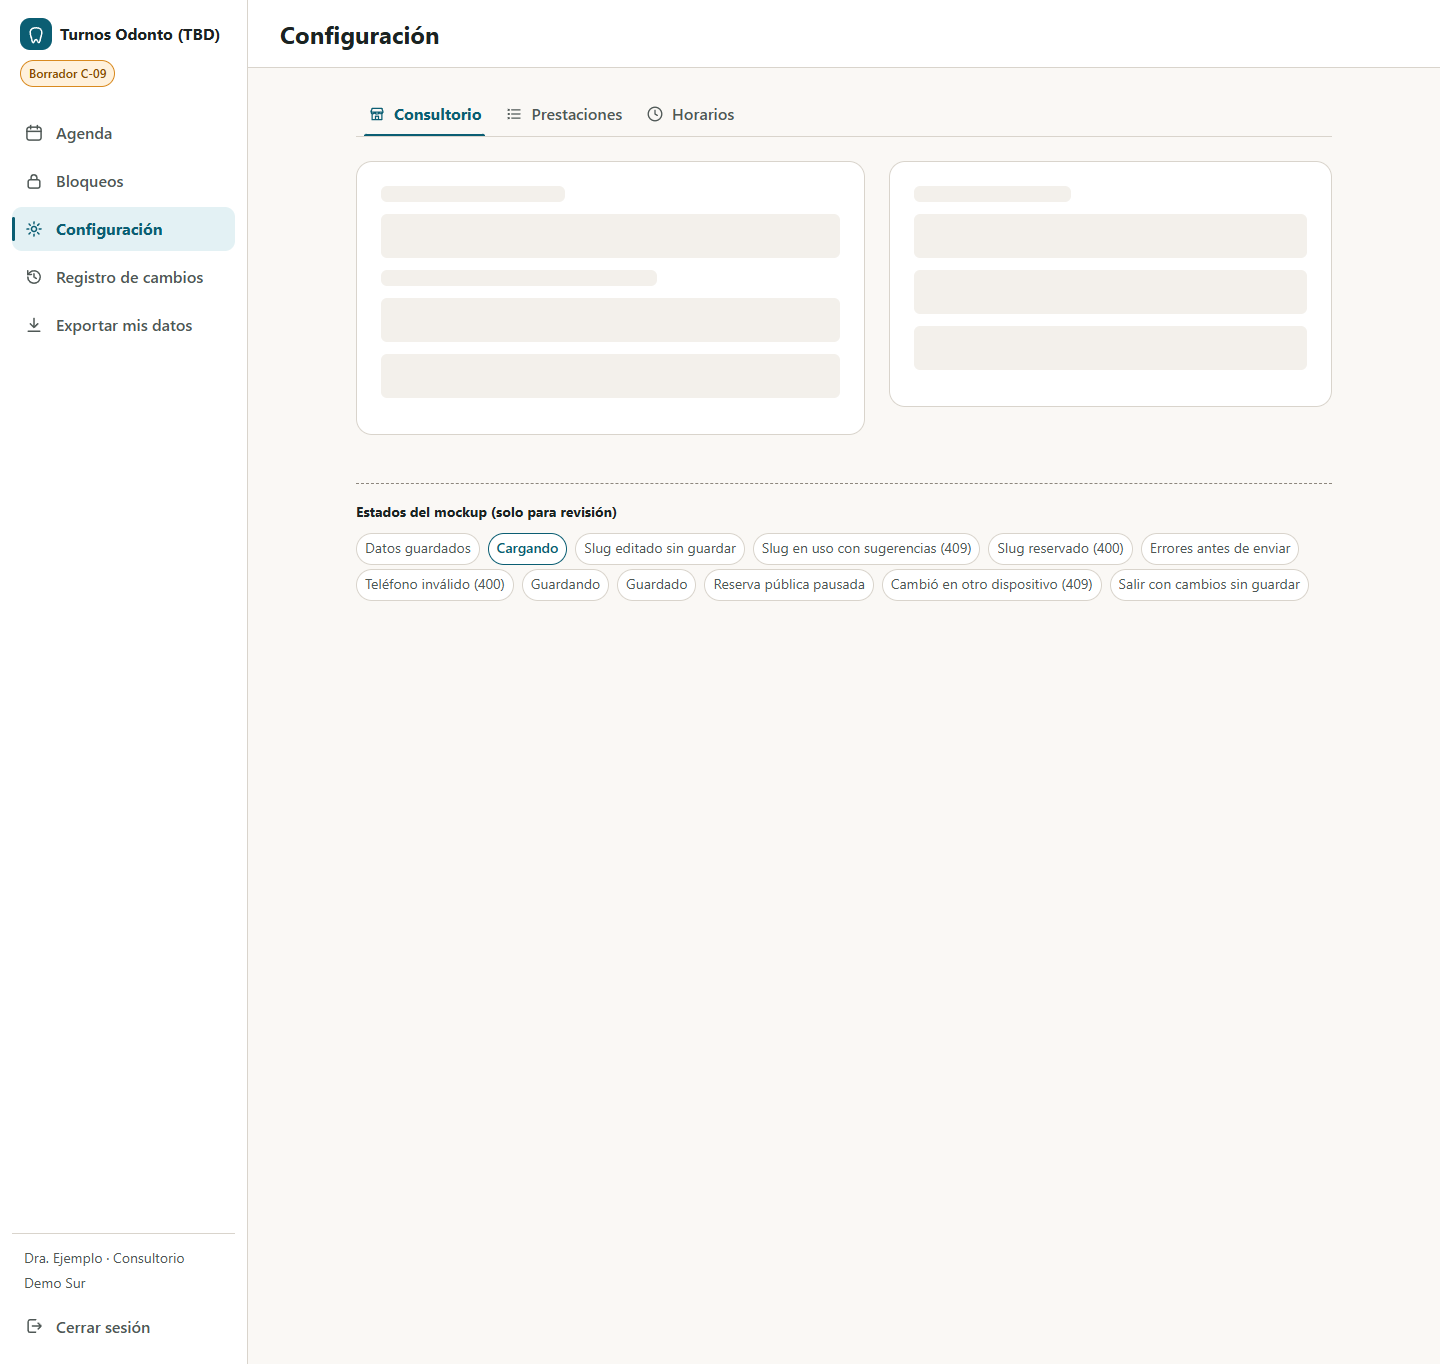 Turnos Odonto (TBD)
Borrador C-09
Agenda
Bloqueos
Configuración
Registro de cambios
Exportar mis datos
Dra. Ejemplo · Consultorio
Demo Sur
Cerrar sesión
Configuración
Consultorio
Prestaciones
Horarios
Estados del mockup (solo para revisión)
Datos guardados
Cargando
Slug editado sin guardar
Slug en uso con sugerencias (409)
Slug reservado (400)
Errores antes de enviar
Teléfono inválido (400)
Guardando
Guardado
Reserva pública pausada
Cambió en otro dispositivo (409)
Salir con cambios sin guardar